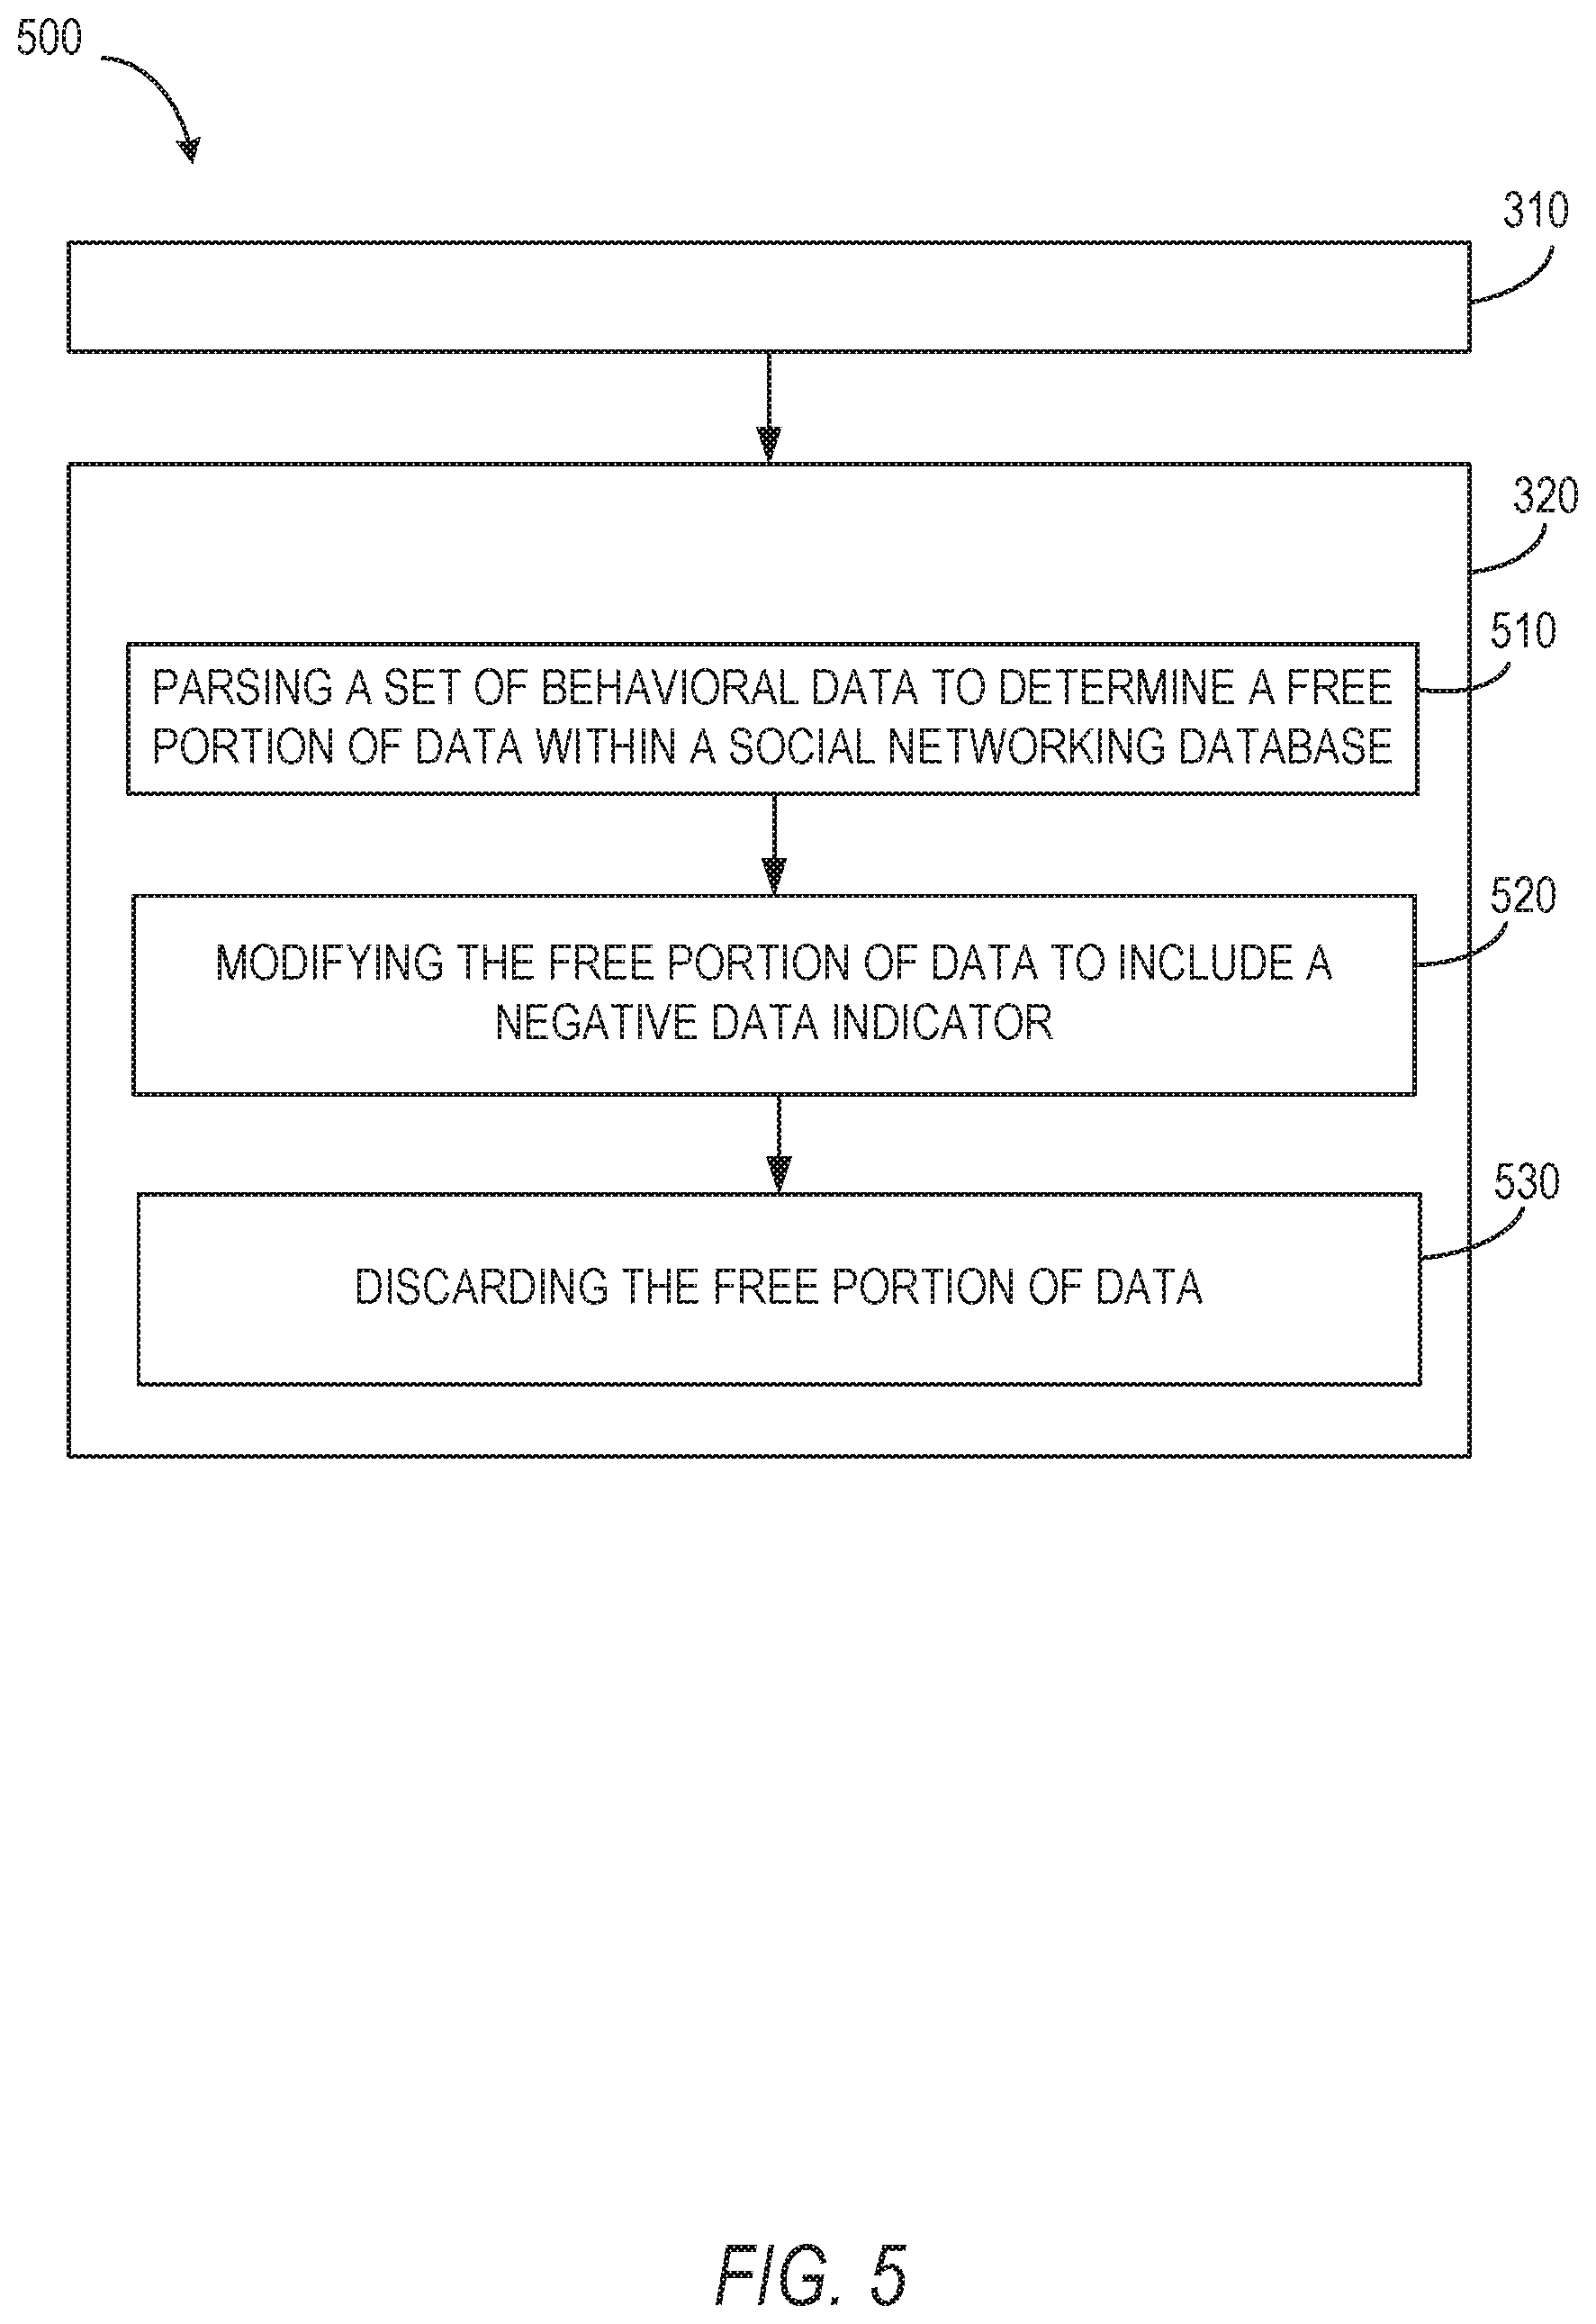 500
310
320
510
PARSING A SET OF BEHAVIORAL DATA TO DETERMINE A FREE
PORTION OF DATA WITHIN A SOCIAL NETWORKING DATABASE
520
MODIFYING THE FREE PORTION OF DATA TO INCLUDE A
NEGATIVE DATA INDICATOR
530
DISCARDING THE FREE PORTION OF DATA
FIG. 5